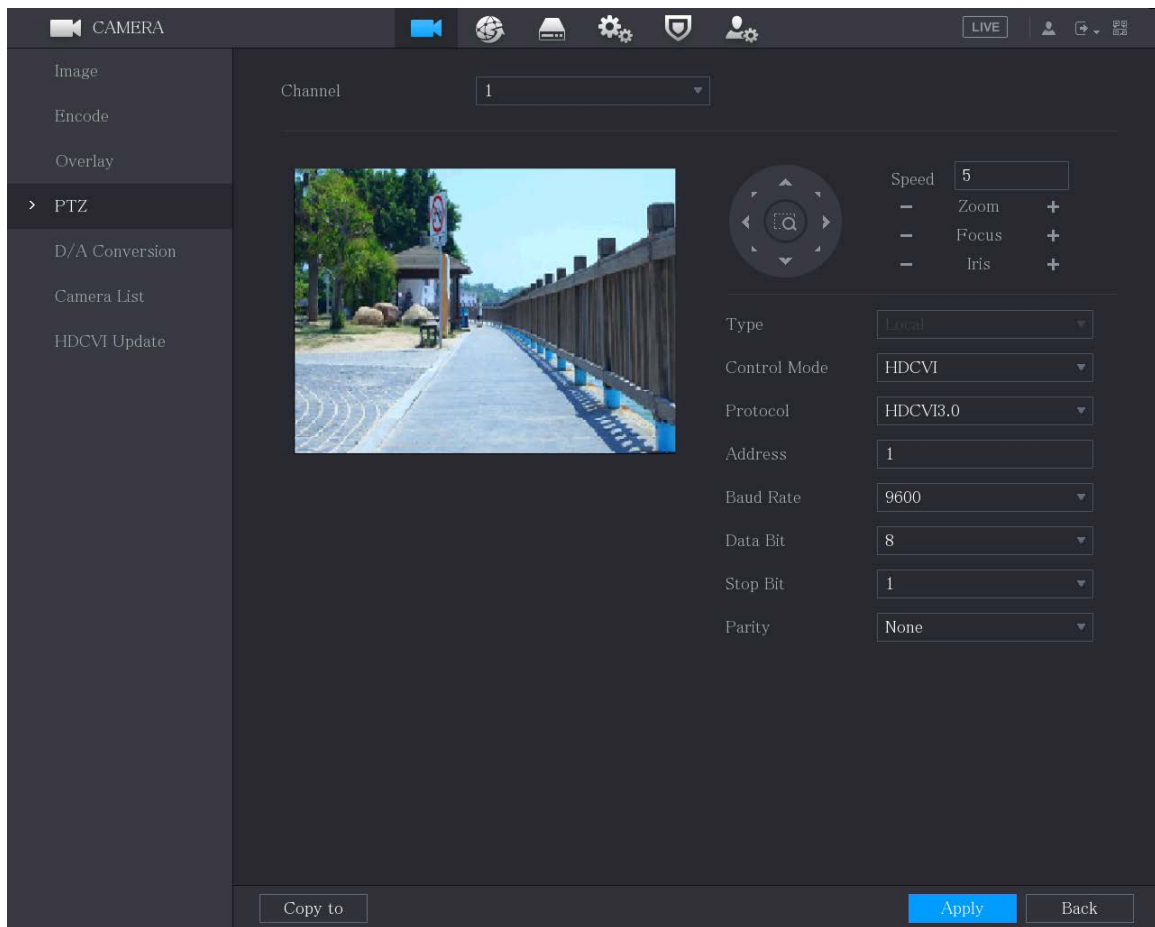 CAMERA
LIVE
Image
Encode
Overlay
> PTZ
D/A Conversion
Camera List
HDCVI Update
Channel 1
Speed 5
− Zoom +
− Focus +
− Iris +
Type Local
Control Mode HDCVI
Protocol HDCVI3.0
Address 1
Baud Rate 9600
Data Bit 8
Stop Bit 1
Parity None
Copy to
Apply
Back